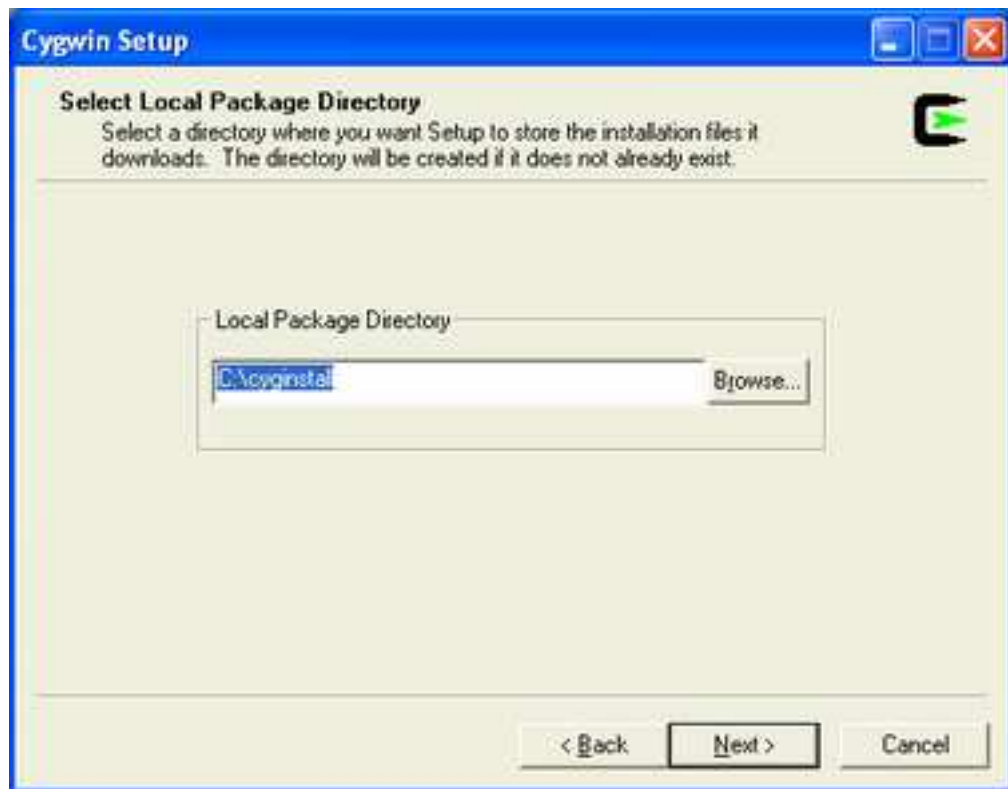 Cygwin Setup
Select Local Package Directory
Select a directory where you want Setup to store the installation files it
downloads. The directory will be created if it does not already exist.
Local Package Directory
C:\cyginstal
Browse...
< Back
Next >
Cancel